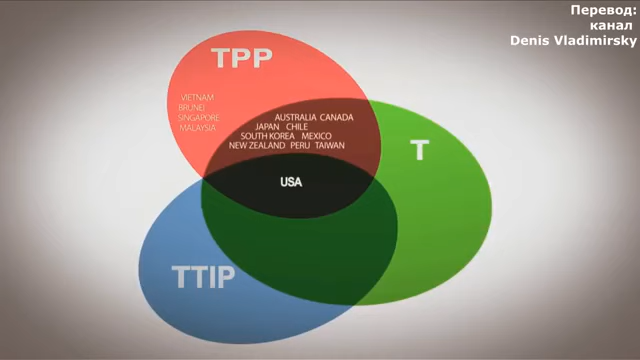 Перевод:
канал
Denis Vladimirsky
TPP
VIETNAM
BRUNEI
SINGAPORE
MALAYSIA
AUSTRALIA CANADA
JAPAN CHILE
SOUTH KOREA MEXICO
NEW ZEALAND PERU TAIWAN
T
USA
TTIP